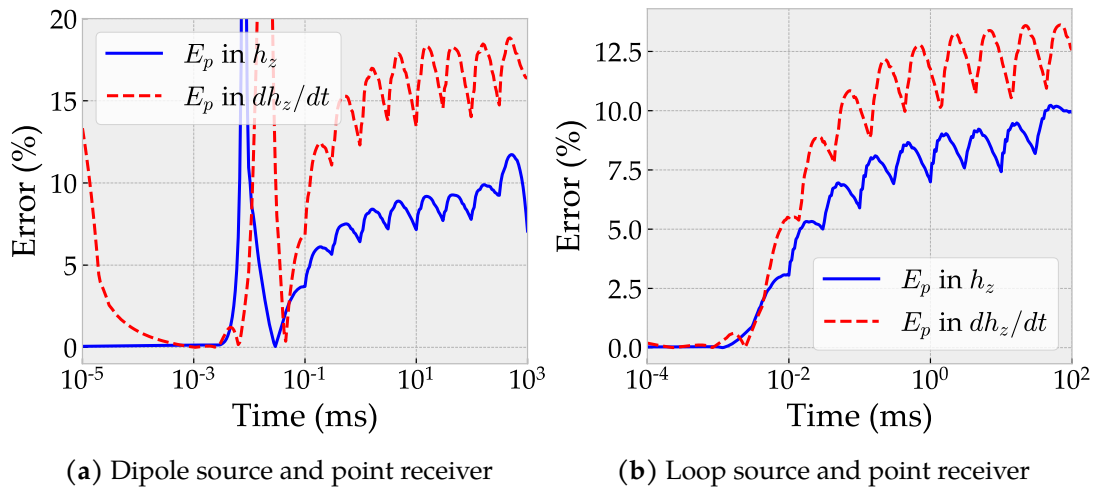 20
15
10
5
0
Error (%)
E_p in h_z
E_p in dh_z/dt
10^-5
10^-3
10^-1
10^1
10^3
Time (ms)
(a) Dipole source and point receiver
12.5
10.0
7.5
5.0
2.5
0.0
Error (%)
E_p in h_z
E_p in dh_z/dt
10^-4
10^-2
10^0
10^2
Time (ms)
(b) Loop source and point receiver